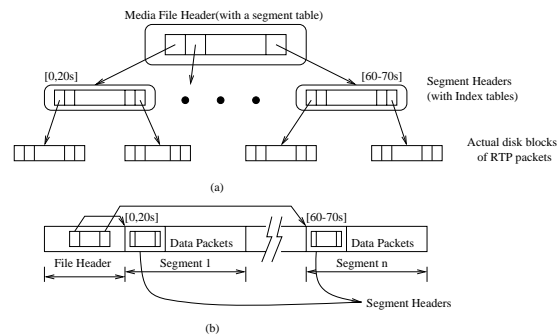 Media File Header(with a segment table)
[0,20s]
[60-70s]
Segment Headers
(with Index tables)
Actual disk blocks
of RTP packets
(a)
[0,20s]
[60-70s]
Data Packets
Data Packets
File Header
Segment 1
Segment n
Segment Headers
(b)